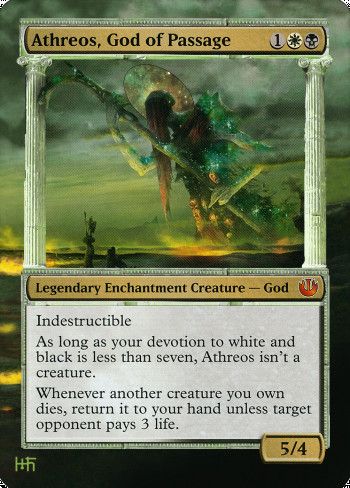 Athreos, God of Passage 1
Legendary Enchantment Creature — God
Indestructible
As long as your devotion to white and
black is less than seven, Athreos isn't a
creature.
Whenever another creature you own
dies, return it to your hand unless target
opponent pays 3 life.
5/4